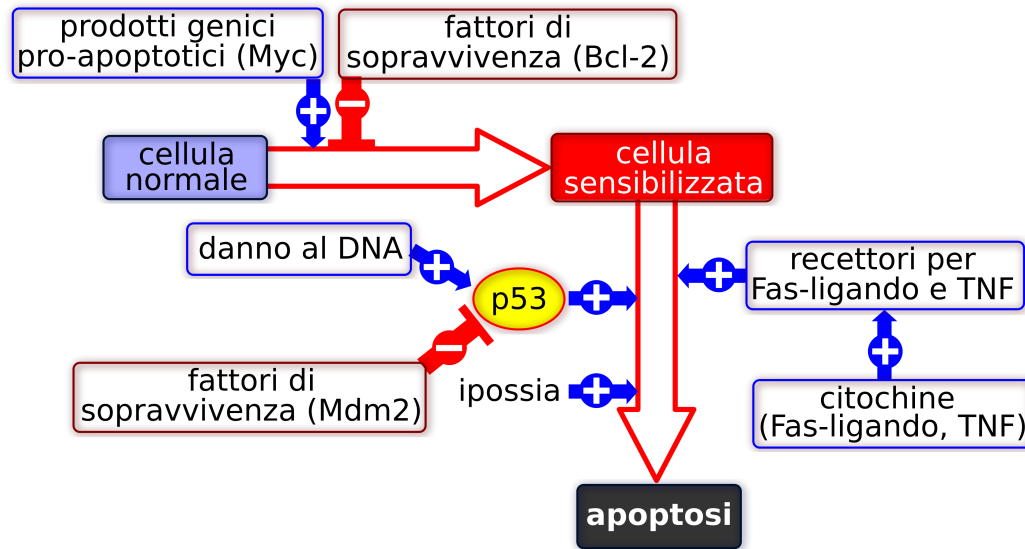 prodotti genici
pro-apoptotici (Myc)
fattori di
sopravvivenza (Bcl-2)
cellula
normale
cellula
sensibilizzata
danno al DNA
p53
recettori per
Fas-ligando e TNF
fattori di
sopravvivenza (Mdm2)
ipossia
citochine
(Fas-ligando, TNF)
apoptosi